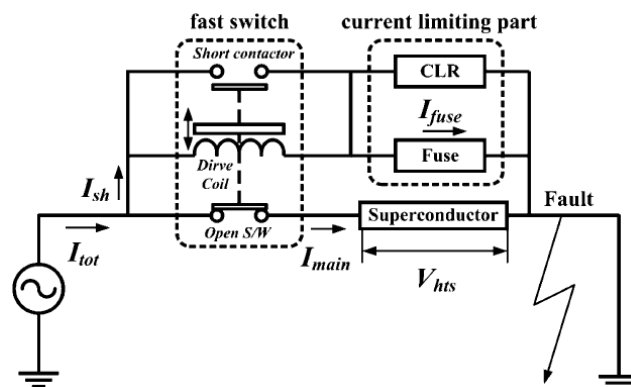 fast switch
current limiting part
Short contactor
CLR
I_fuse
Fuse
Dirve
Coil
I_sh
Fault
Superconductor
Open S/W
I_tot
I_main
V_hts